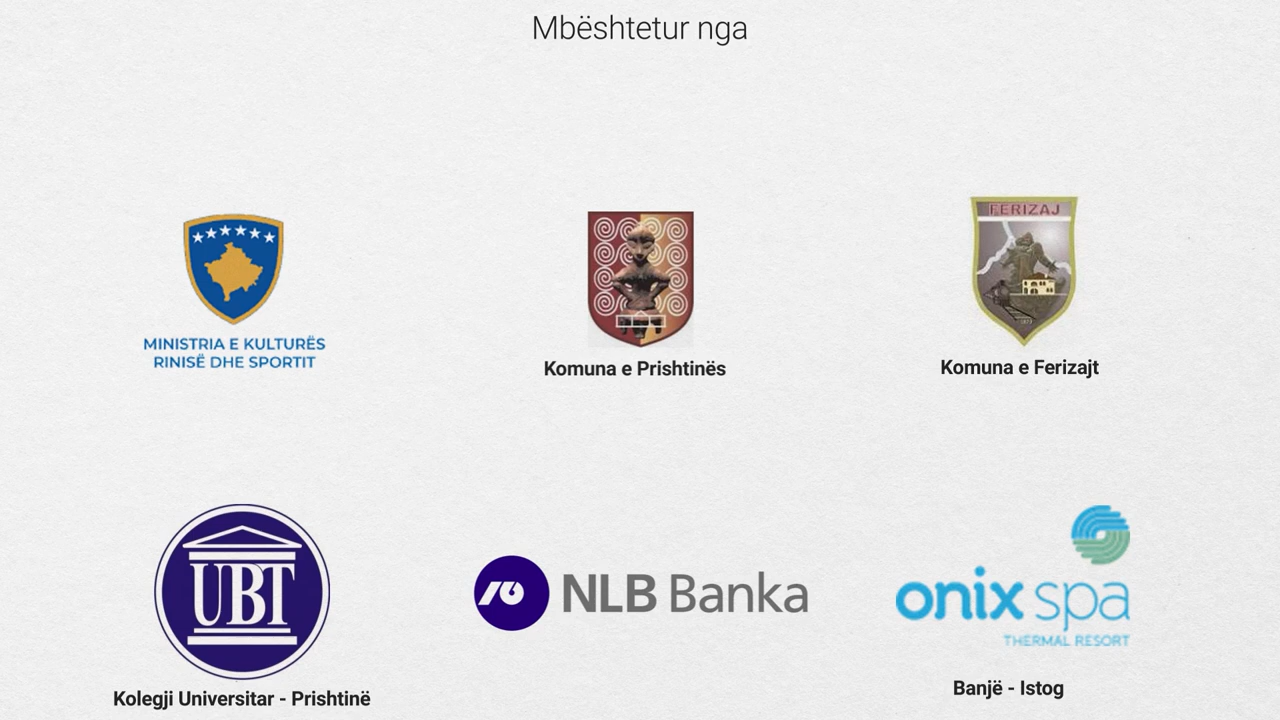 Mbështetur nga
FERIZAJ
MINISTRIA E KULTURËS
RINISË DHE SPORTIT
Komuna e Prishtinës
Komuna e Ferizajt
UBT
NLB Banka
onix spa
THERMAL RESORT
Kolegji Universitar - Prishtinë
Banjë - Istog